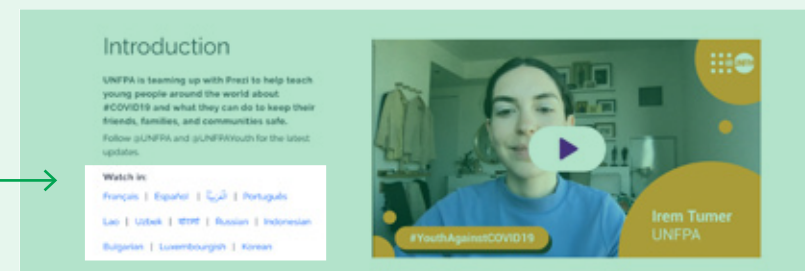 Introduction
UNFPA is teaming up with Prezi to help teach
young people around the world about
#COVID19 and what they can do to keep their
friends, families, and communities safe.
Follow @UNFPA and @UNFPAYouth for the latest
updates.
Watch in:
Français | Español | عَرَبِيّ | Português
Lao | Uzbek | বাংলা | Russian | Indonesian
Bulgarian | Luxembourgish | Korean
#YouthAgainstCOVID19
Irem Tumer
UNFPA